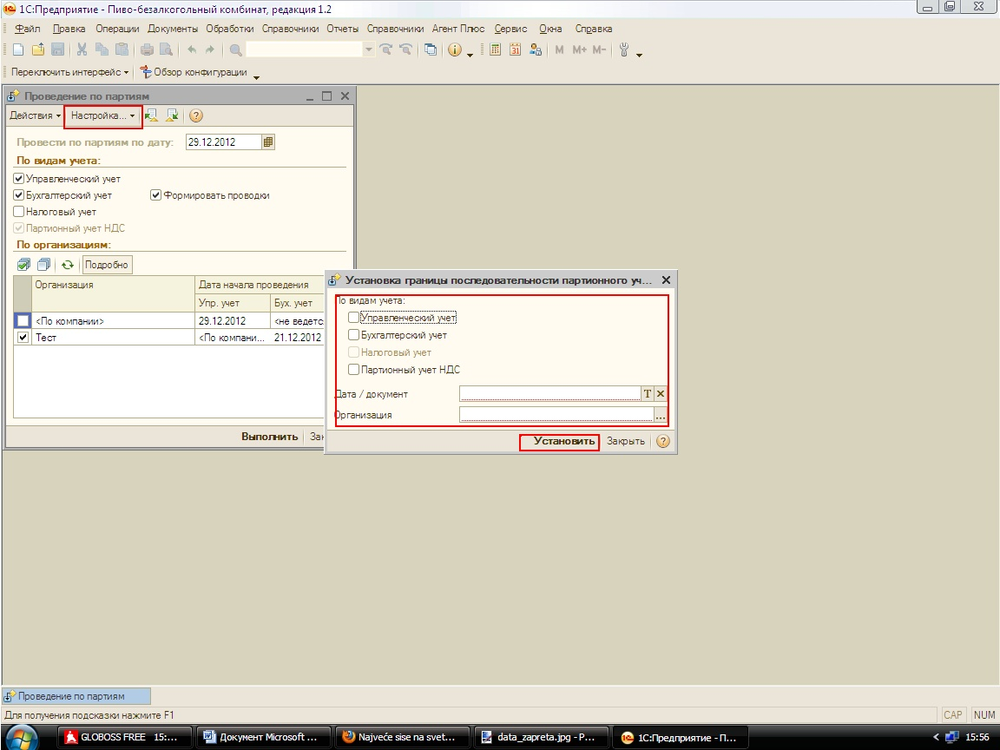 1С:Предприятие - Пиво-безалкогольный комбинат, редакция 1.2
Файл Правка Операции Документы Обработки Справочники Отчеты Справочники Агент Плюс Сервис Окна Справка
M M+ M-
Переключить интерфейс Обзор конфигурации
Проведение по партиям
Действия Настройка...
Провести по партиям по дату: 29.12.2012
По видам учета:
Управленческий учет
Бухгалтерский учет Формировать проводки
Налоговый учет
Партионный учет НДС
По организациям:
Подробно
Организация Дата начала проведения
Упр. учет Бух. учет
<По компании> 29.12.2012 <не ведетс
Тест <По компани... 21.12.2012
Выполнить Зак
Установка границы последовательности партионного уч...
По видам учета:
Управленческий учет
Бухгалтерский учет
Налоговый учет
Партионный учет НДС
Дата / документ T
Организация ...
Установить Закрыть
Проведение по партиям
Для получения подсказки нажмите F1 CAP NUM
GLOBOSS FREE 15:... Документ Microsoft ... Najveće sise na svet... data_zapreta.jpg - P... 1С:Предприятие - П... 15:56